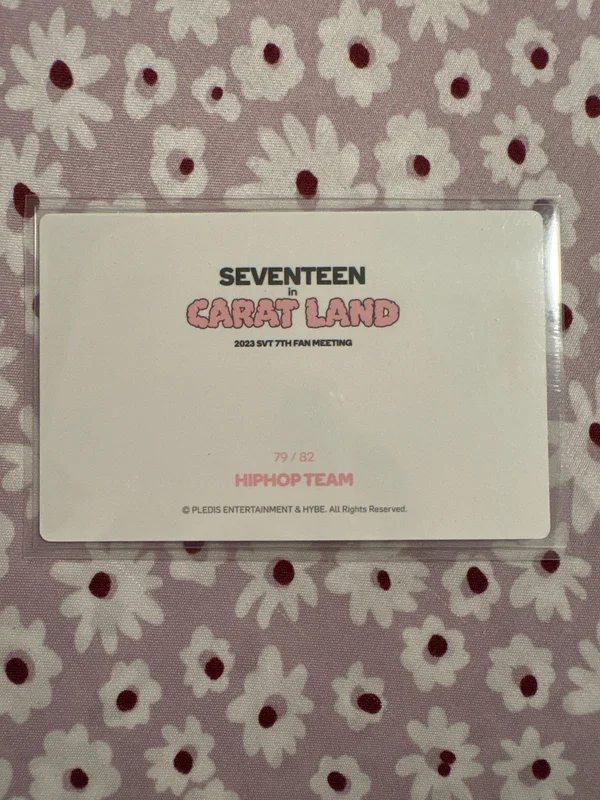 SEVENTEEN
in
CARAT LAND
2023 SVT 7TH FAN MEETING
79 / 82
HIPHOP TEAM
© PLEDIS ENTERTAINMENT & HYBE. All Rights Reserved.